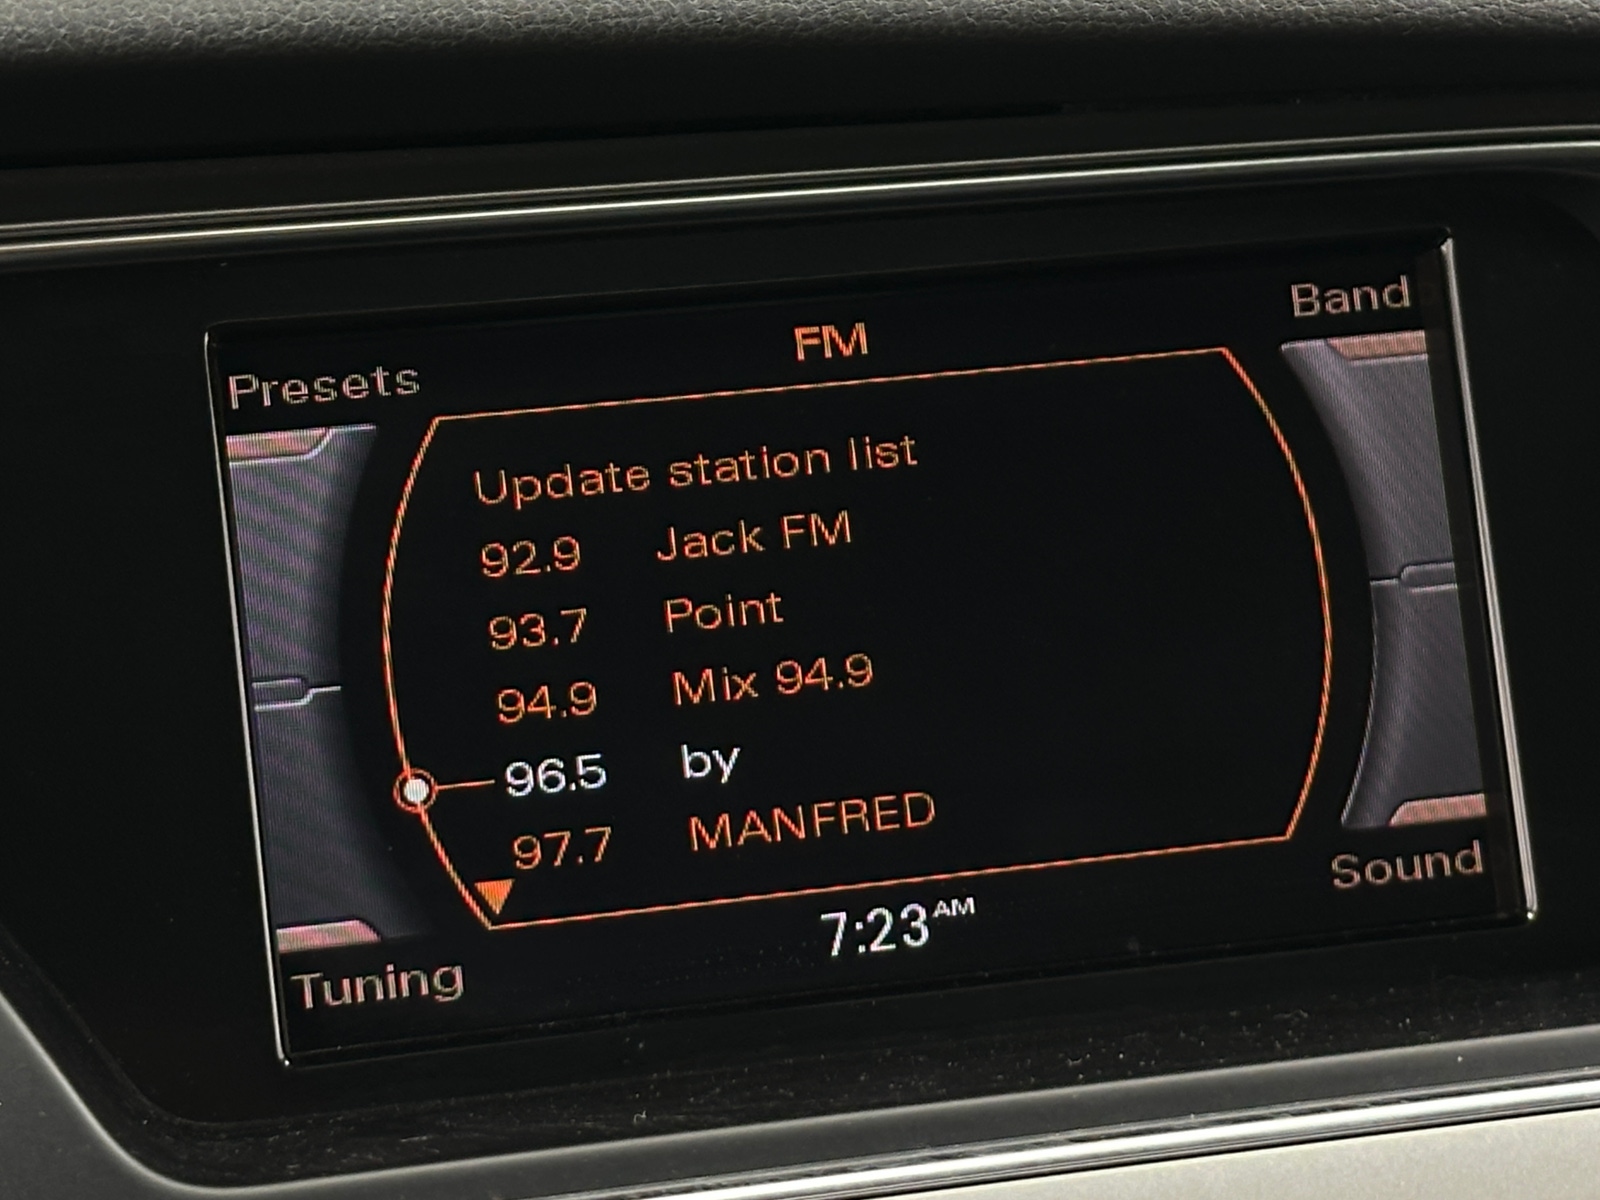 FM
Band
Presets
Update station list
92.9 Jack FM
93.7 Point
94.9 Mix 94.9
96.5 by
97.7 MANFRED
Sound
7:23 AM
Tuning